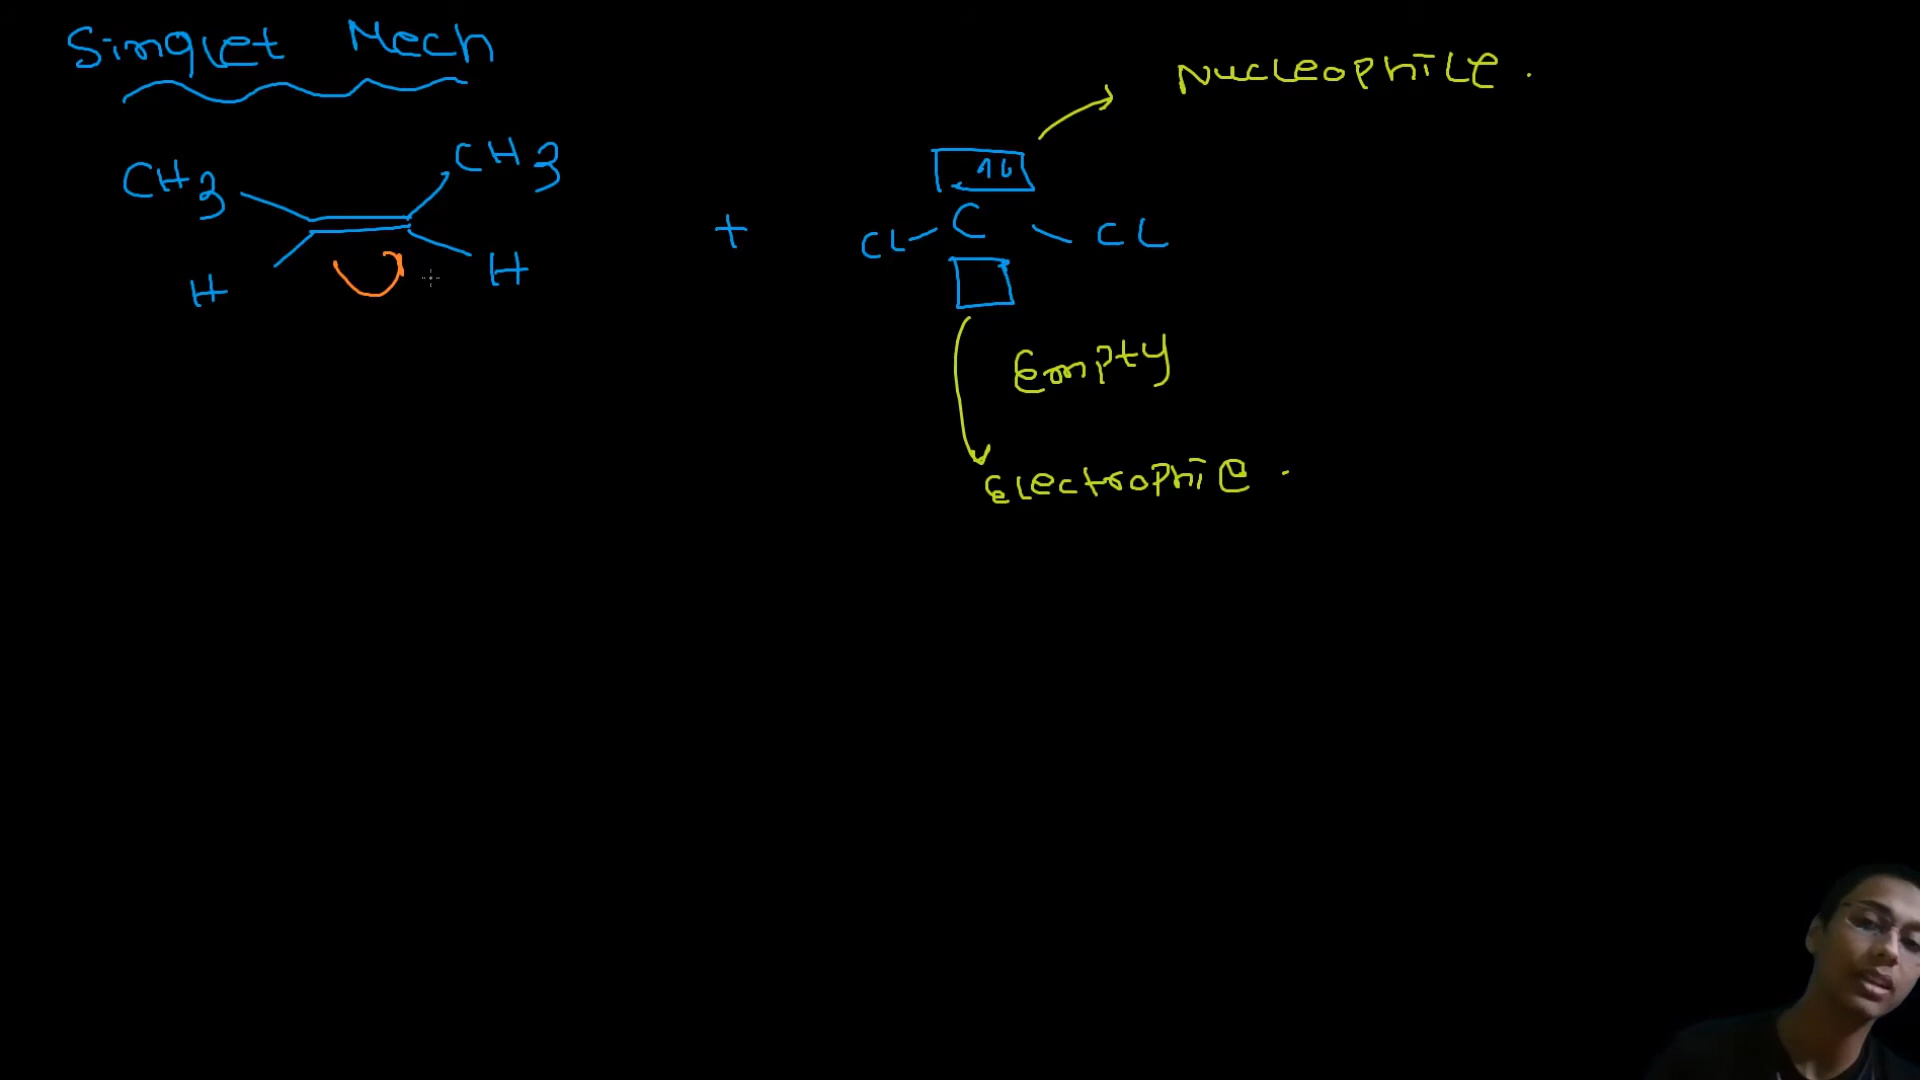 Singlet Mech
Nucleophile.
CH3 CH3
H H
+
1L
CL C CL
Empty
Electrophile.